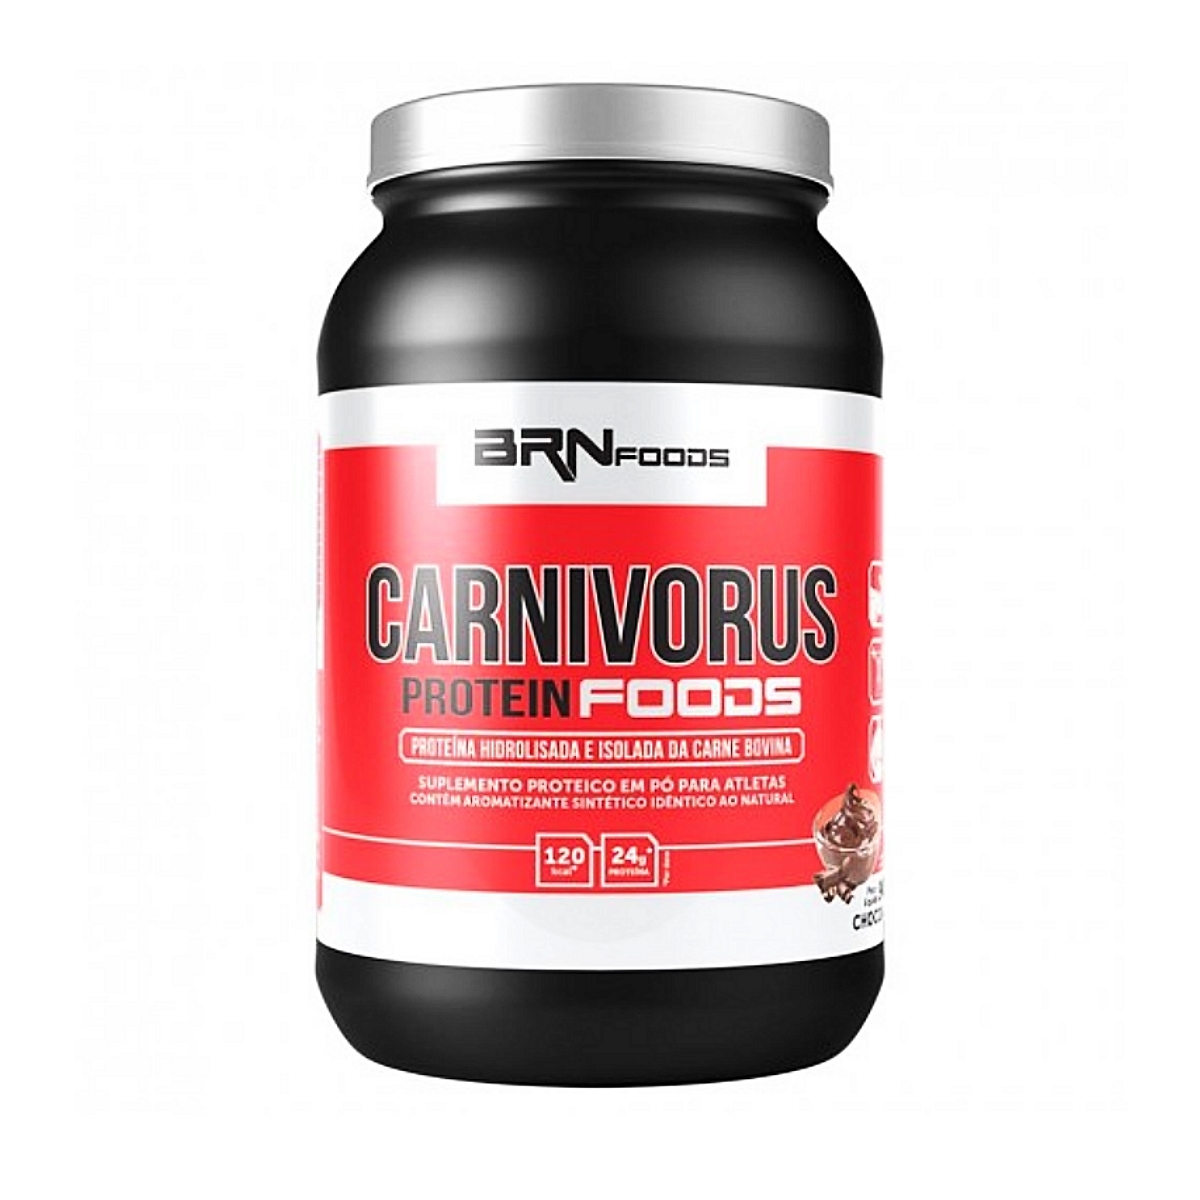 BRNFOODS
CARNIVORUS
PROTEIN FOODS
PROTEÍNA HIDROLISADA E ISOLADA DA CARNE BOVINA
SUPLEMENTO PROTEICO EM PÓ PARA ATLETAS
CONTÉM AROMATIZANTE SINTÉTICO IDÊNTICO AO NATURAL
120 24g*
kcal* PROTEÍNA